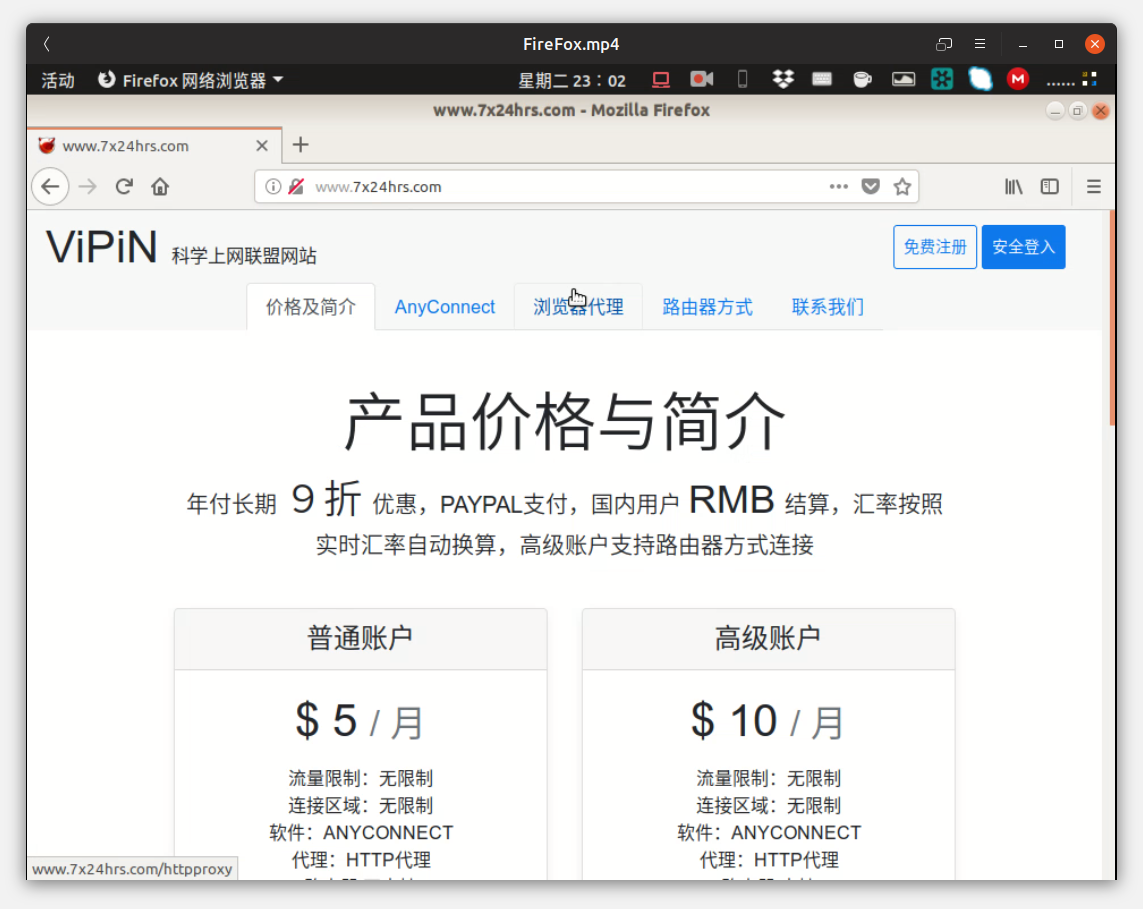 FireFox.mp4
活动 Firefox 网络浏览器 星期二 23：02
www.7x24hrs.com - Mozilla Firefox
www.7x24hrs.com
www.7x24hrs.com
ViPiN 科学上网联盟网站 免费注册 安全登入
价格及简介 AnyConnect 浏览器代理 路由器方式 联系我们
产品价格与简介
年付长期 9 折 优惠，PAYPAL支付，国内用户 RMB 结算，汇率按照
实时汇率自动换算，高级账户支持路由器方式连接
普通账户
$ 5 / 月
流量限制：无限制
连接区域：无限制
软件：ANYCONNECT
代理：HTTP代理
高级账户
$ 10 / 月
流量限制：无限制
连接区域：无限制
软件：ANYCONNECT
代理：HTTP代理
www.7x24hrs.com/httpproxy